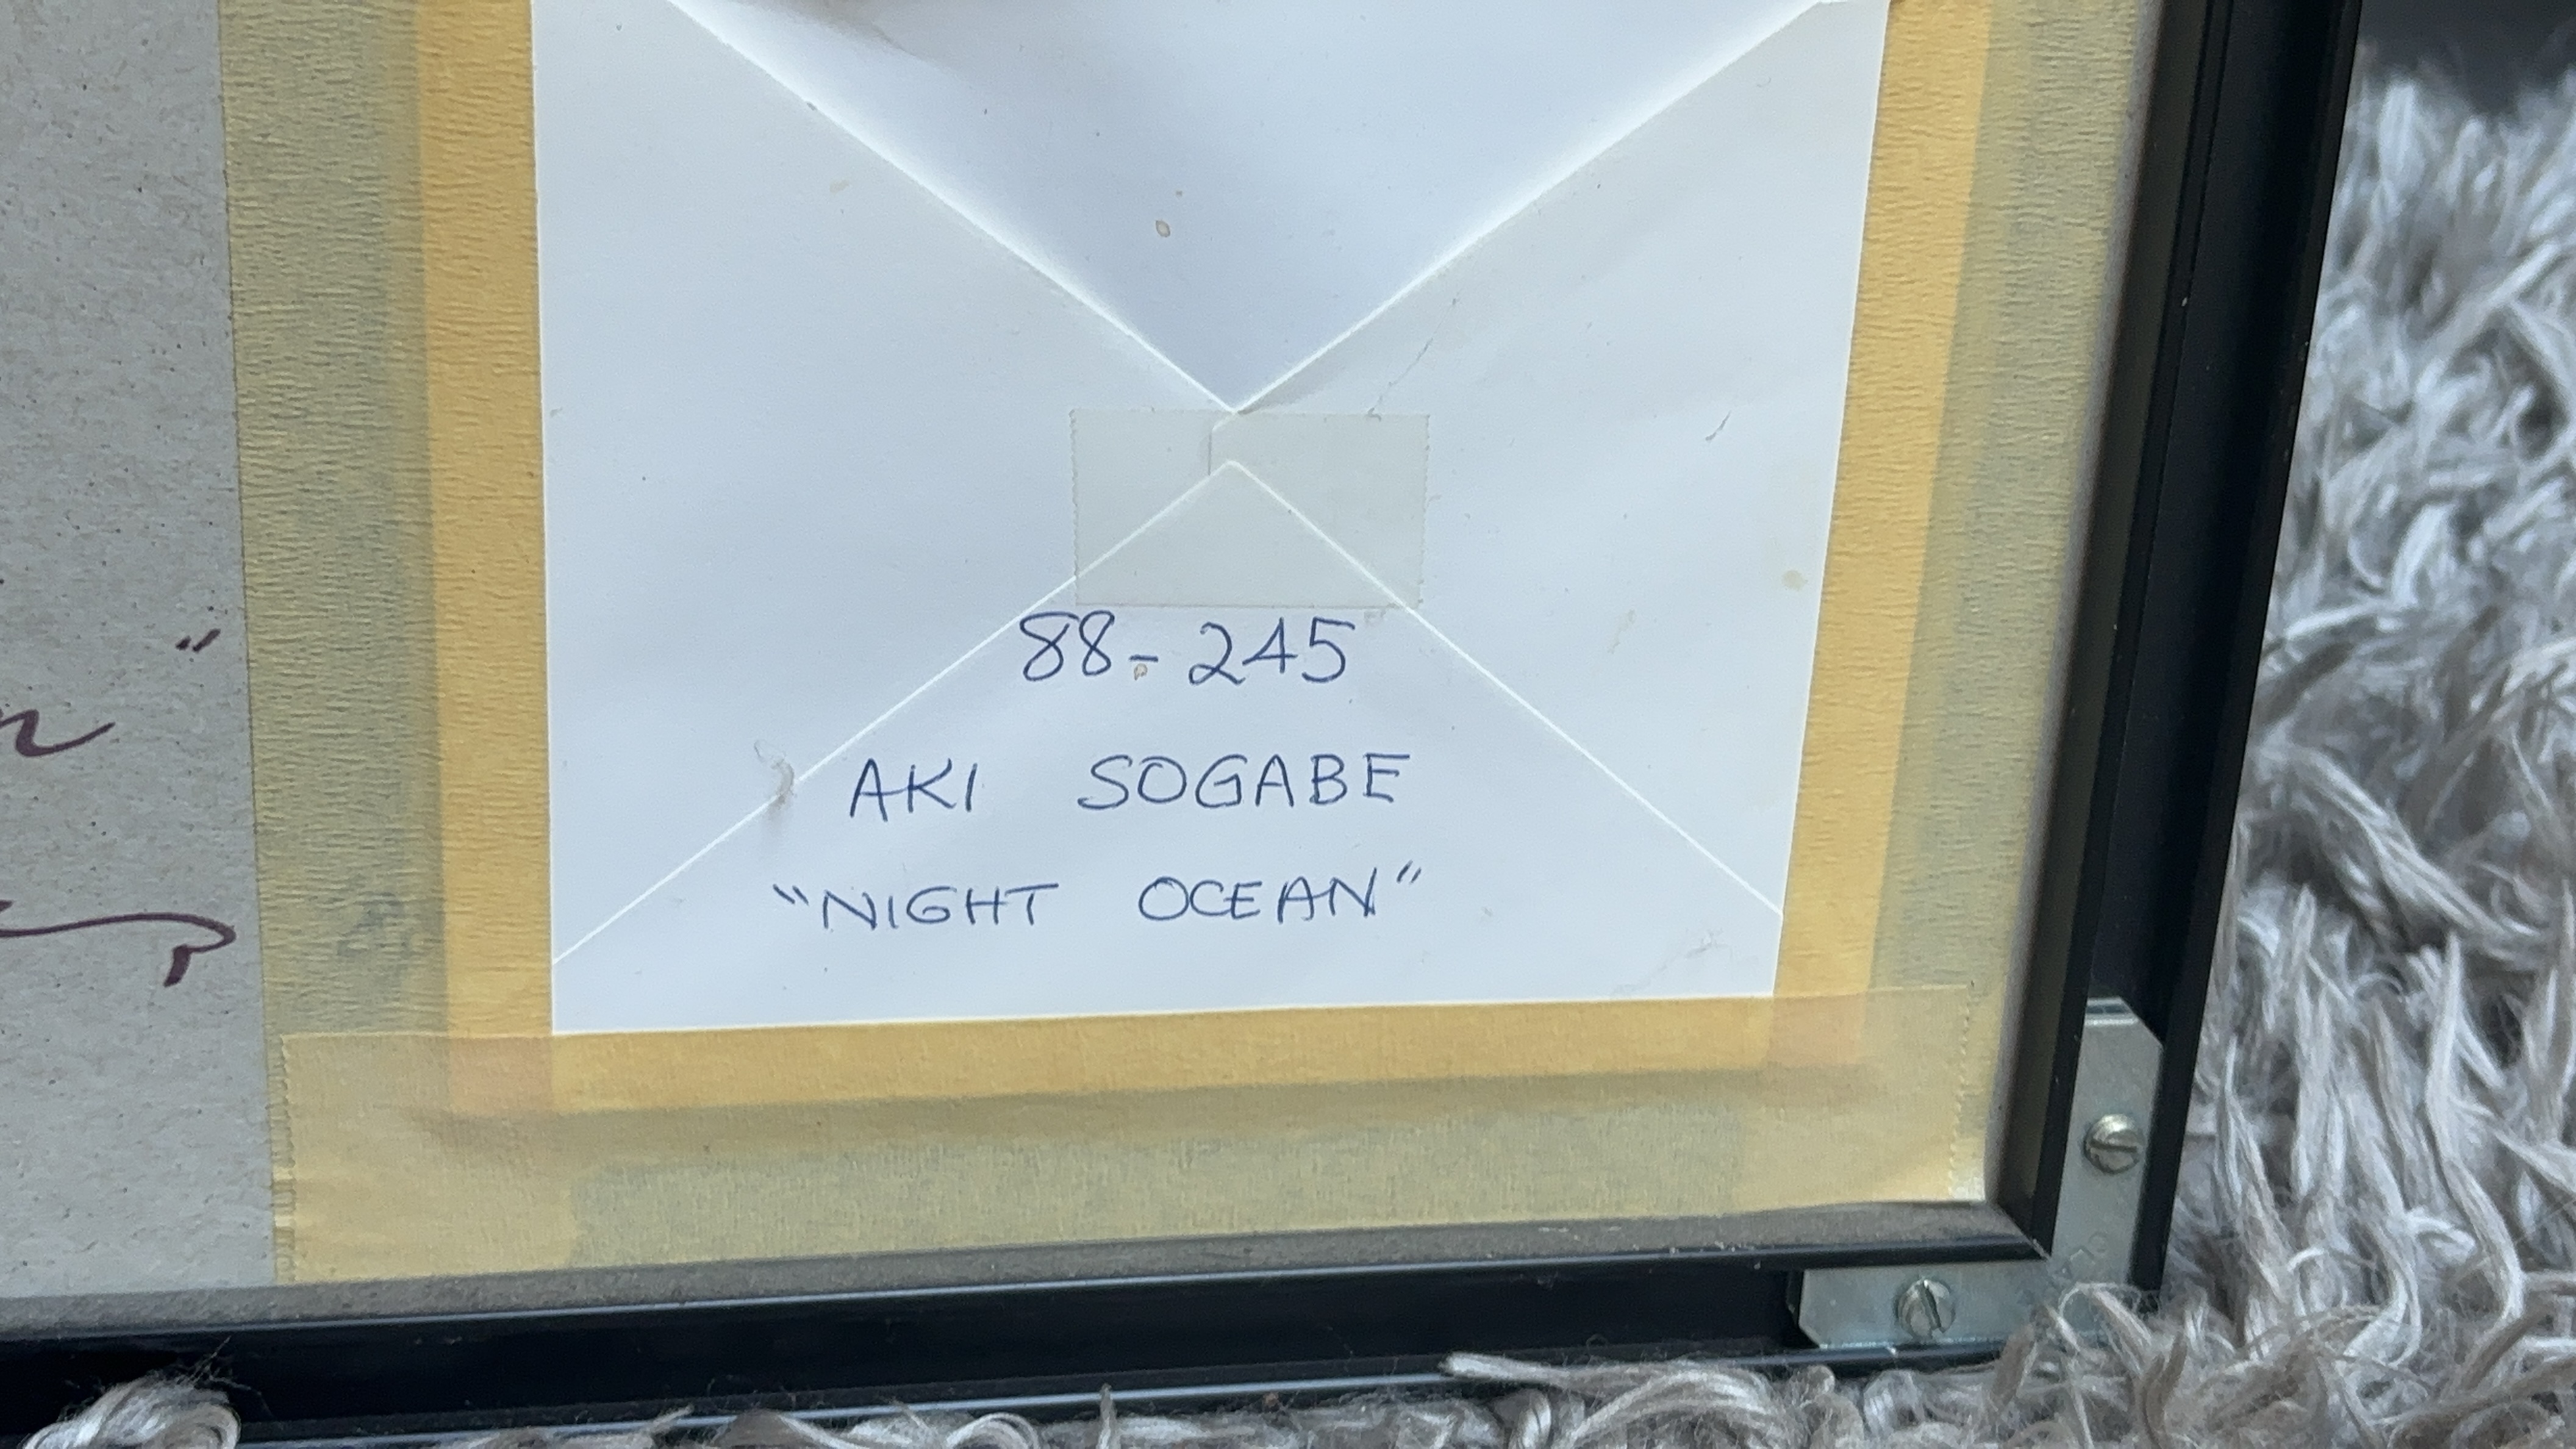 88-245
AKI SOGABE
"NIGHT OCEAN"